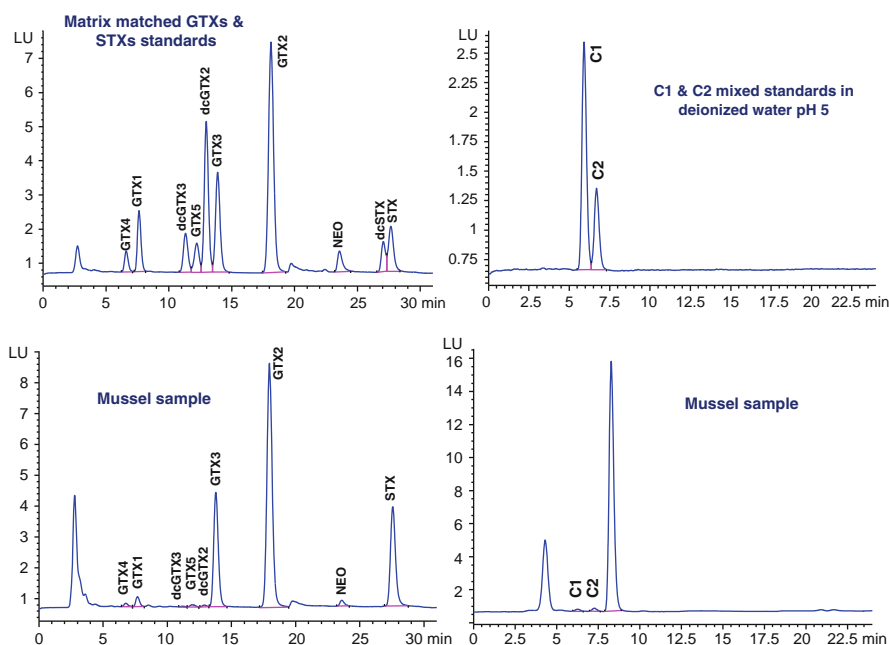 Matrix matched GTXs &
STXs standards
LU
7
6
5
4
3
2
1
GTX4
GTX1
dcGTX3
GTX5
dcGTX2
GTX3
GTX2
NEO
dcSTX
STX
0 5 10 15 20 25 30 min
LU
2.5
2.25
2
1.75
1.5
1.25
1
0.75
C1
C2
C1 & C2 mixed standards in
deionized water pH 5
0 2.5 5 7.5 10 12.5 15 17.5 20 22.5 min
LU
8
7
6
5
4
3
2
1
Mussel sample
GTX4
GTX1
dcGTX3
GTX5
dcGTX2
GTX3
GTX2
NEO
STX
0 5 10 15 20 25 30 min
LU
16
14
12
10
8
6
4
2
Mussel sample
C1
C2
0 2.5 5 7.5 10 12.5 15 17.5 20 22.5 min